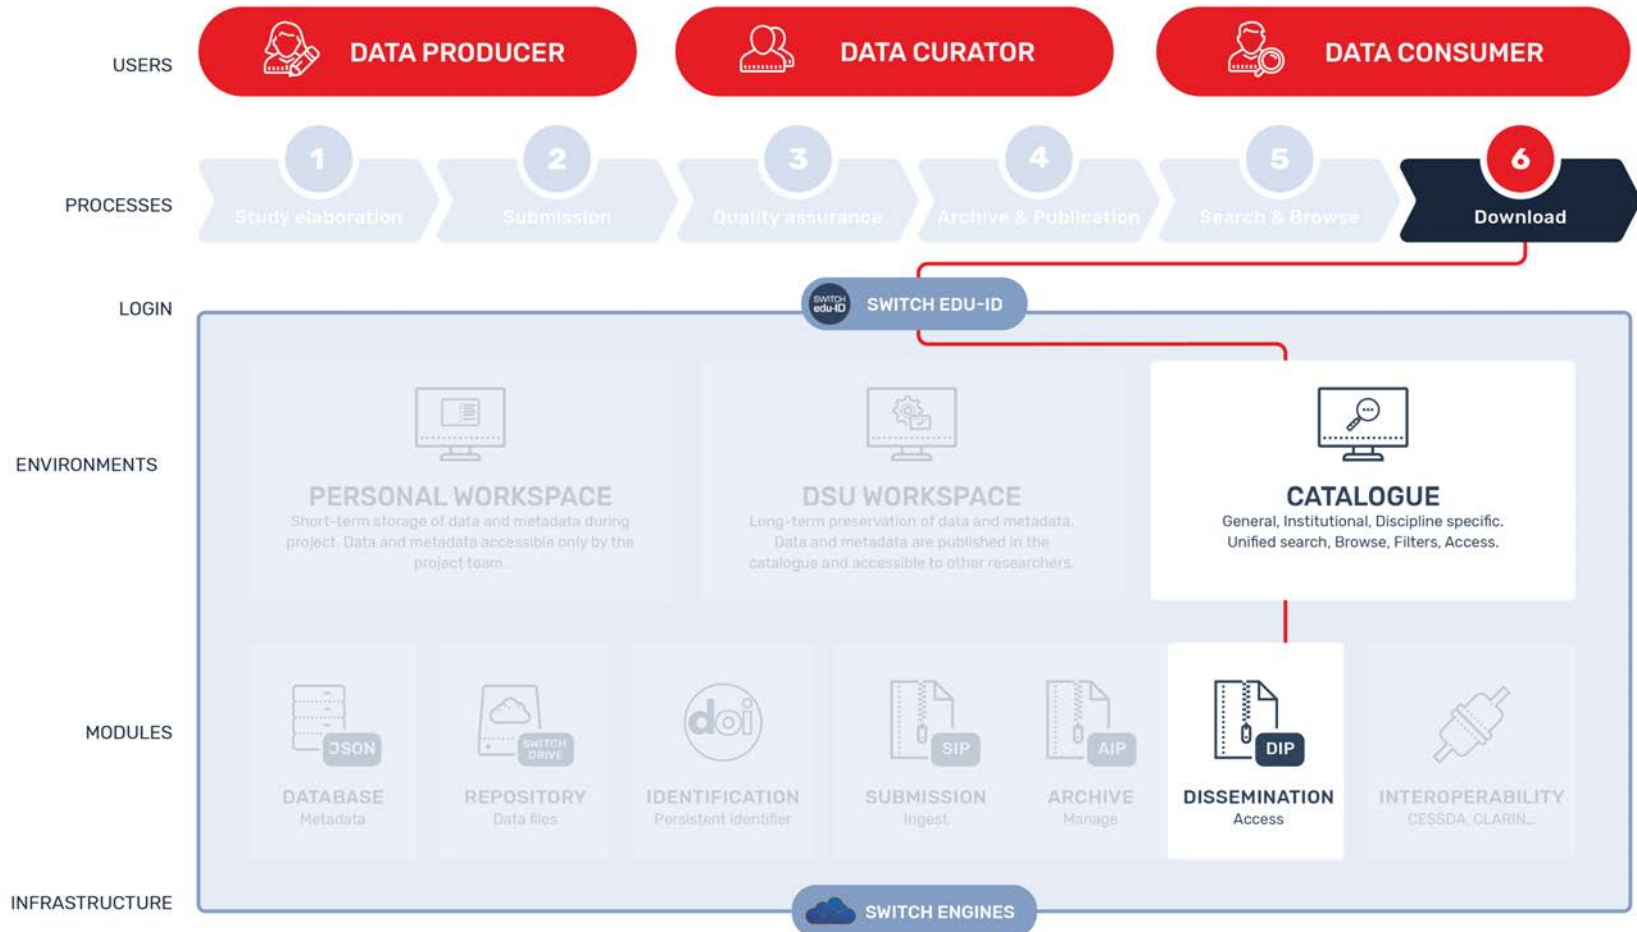 USERS
DATA PRODUCER
DATA CURATOR
DATA CONSUMER
PROCESSES
1
Study elaboration
2
Submission
3
Quality assurance
4
Archive & Publication
5
Search & Browse
6
Download
LOGIN
SWITCH
edu-ID
SWITCH EDU-ID
ENVIRONMENTS
PERSONAL WORKSPACE
Short-term storage of data and metadata during
project. Data and metadata accessible only by the
project team.
DSU WORKSPACE
Long-term preservation of data and metadata.
Data and metadata are published in the
catalogue and accessible to other researchers.
CATALOGUE
General, Institutional, Discipline specific.
Unified search, Browse, Filters, Access.
MODULES
JSON
DATABASE
Metadata
SWITCH
DRIVE
REPOSITORY
Data files
doi
IDENTIFICATION
Persistent identifier
SIP
SUBMISSION
Ingest
AIP
ARCHIVE
Manage
DIP
DISSEMINATION
Access
INTEROPERABILITY
CESSDA, CLARIN...
INFRASTRUCTURE
SWITCH ENGINES